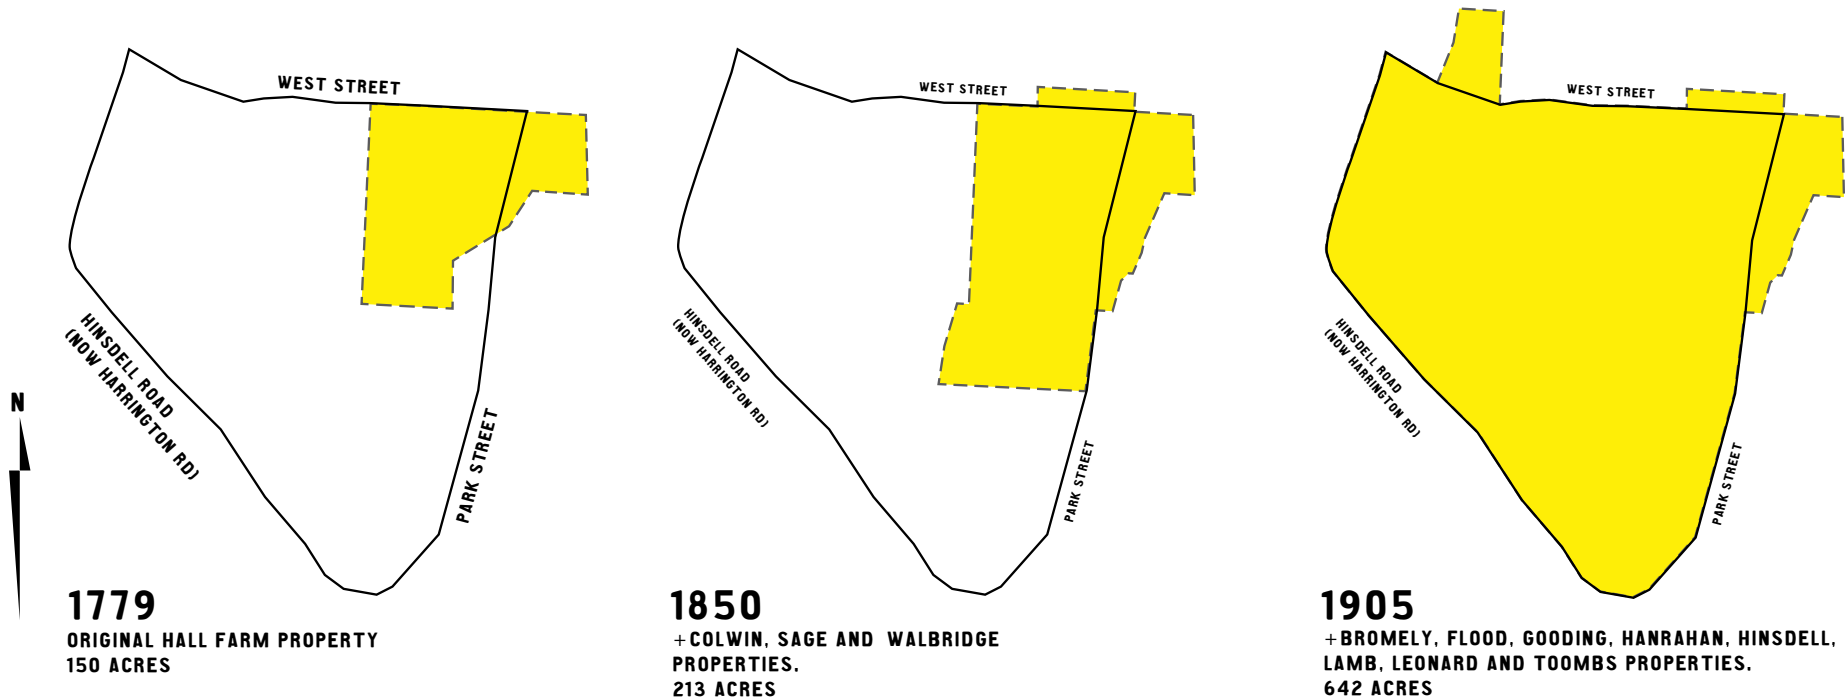 WEST STREET
HINSDELL ROAD
(NOW HARRINGTON RD)
PARK STREET
N
1779
ORIGINAL HALL FARM PROPERTY
150 ACRES
WEST STREET
HINSDELL ROAD
(NOW HARRINGTON RD)
PARK STREET
1850
+COLWIN, SAGE AND WALBRIDGE
PROPERTIES.
213 ACRES
WEST STREET
HINSDELL ROAD
(NOW HARRINGTON RD)
PARK STREET
1905
+BROMELY, FLOOD, GOODING, HANRAHAN, HINSDELL,
LAMB, LEONARD AND TOOMBS PROPERTIES.
642 ACRES